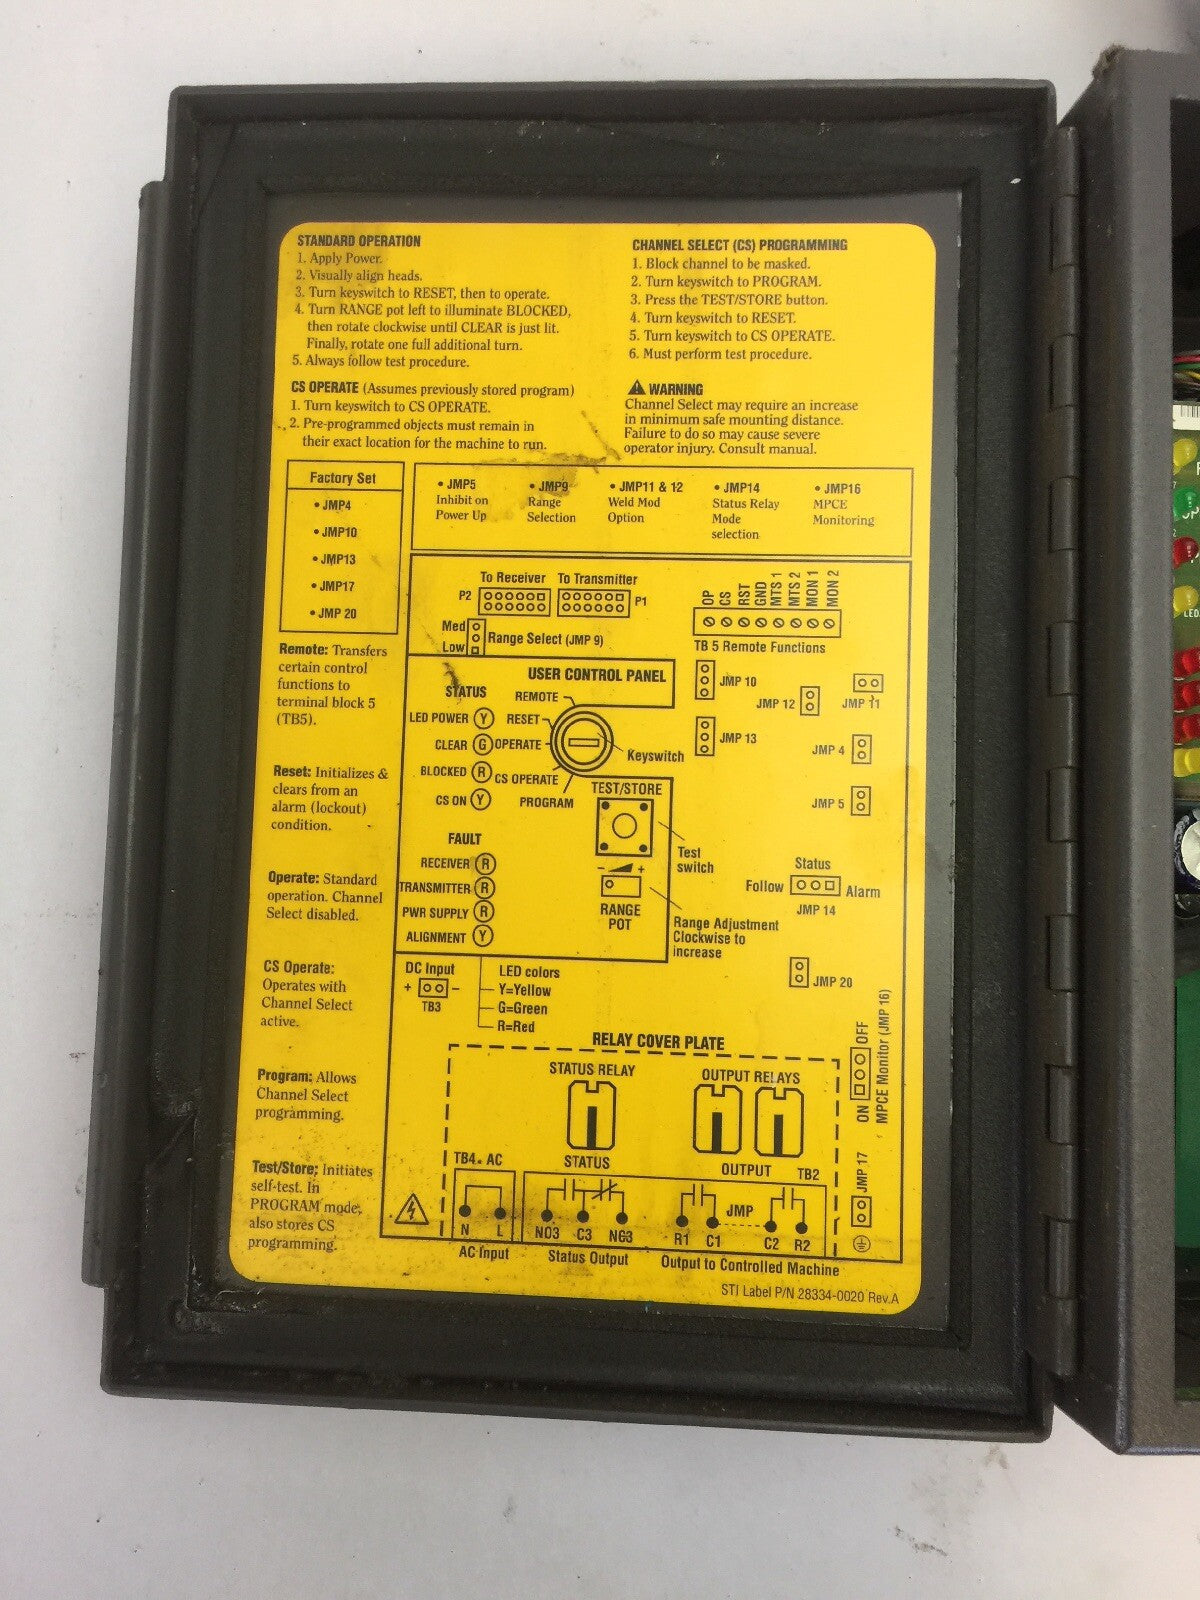 STANDARD OPERATION
1. Apply Power.
2. Visually align heads.
3. Turn keyswitch to RESET, then to operate.
4. Turn RANGE pot left to illuminate BLOCKED,
then rotate clockwise until CLEAR is just lit.
Finally, rotate one full additional turn.
5. Always follow test procedure.
CS OPERATE (Assumes previously stored program)
1. Turn keyswitch to CS OPERATE.
2. Pre-programmed objects must remain in
their exact location for the machine to run.
CHANNEL SELECT (CS) PROGRAMMING
1. Block channel to be masked.
2. Turn keyswitch to PROGRAM.
3. Press the TEST/STORE button.
4. Turn keyswitch to RESET.
5. Turn keyswitch to CS OPERATE.
6. Must perform test procedure.
WARNING
Channel Select may require an increase
in minimum safe mounting distance.
Failure to do so may cause severe
operator injury. Consult manual.
Factory Set
• JMP4
• JMP10
• JMP13
• JMP17
• JMP 20
• JMP5
Inhibit on
Power Up
• JMP9
Range
Selection
• JMP11 & 12
Weld Mod
Option
• JMP14
Status Relay
Mode
selection
• JMP16
MPCE
Monitoring
Remote: Transfers
certain control
functions to
terminal block 5
(TB5).
Reset: Initializes &
clears from an
alarm (lockout)
condition.
Operate: Standard
operation. Channel
Select disabled.
CS Operate:
Operates with
Channel Select
active.
Program: Allows
Channel Select
programming.
Test/Store; Initiates
self-test. In
PROGRAM mode,
also stores CS
programming.
To Receiver To Transmitter
P2 P1
Med
Low
Range Select (JMP 9)
OP CS RST GND MTS 1 MTS 2 MON 1 MON 2
TB 5 Remote Functions
USER CONTROL PANEL
STATUS
LED POWER Y
CLEAR G
BLOCKED R
CS ON Y
REMOTE
RESET
OPERATE
CS OPERATE
PROGRAM
Keyswitch
TEST/STORE
Test
switch
- +
RANGE
POT
Range Adjustment
Clockwise to
increase
FAULT
RECEIVER R
TRANSMITTER R
PWR SUPPLY R
ALIGNMENT Y
JMP 10
JMP 12
JMP 11
JMP 13
JMP 4
JMP 5
Status
Follow Alarm
JMP 14
JMP 20
DC Input
+ -
TB3
LED colors
Y=Yellow
G=Green
R=Red
ON OFF
MPCE Monitor (JMP 16)
JMP 17
RELAY COVER PLATE
STATUS RELAY
OUTPUT RELAYS
STATUS
OUTPUT
TB4. AC
TB2
JMP
N L
NO3 C3 NG3
R1 C1 C2 R2
AC Input
Status Output
Output to Controlled Machine
STI Label P/N 28334-0020 Rev.A
LED